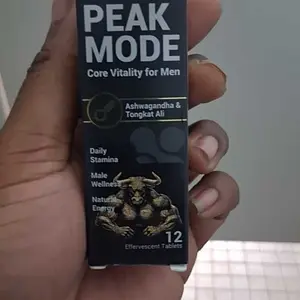 PEAK
MODE
Core Vitality for Men
Ashwagandha &
Tongkat Ali
Daily
Stamina
Male
Wellness
Natural
Energy
12
Effervescent Tablets